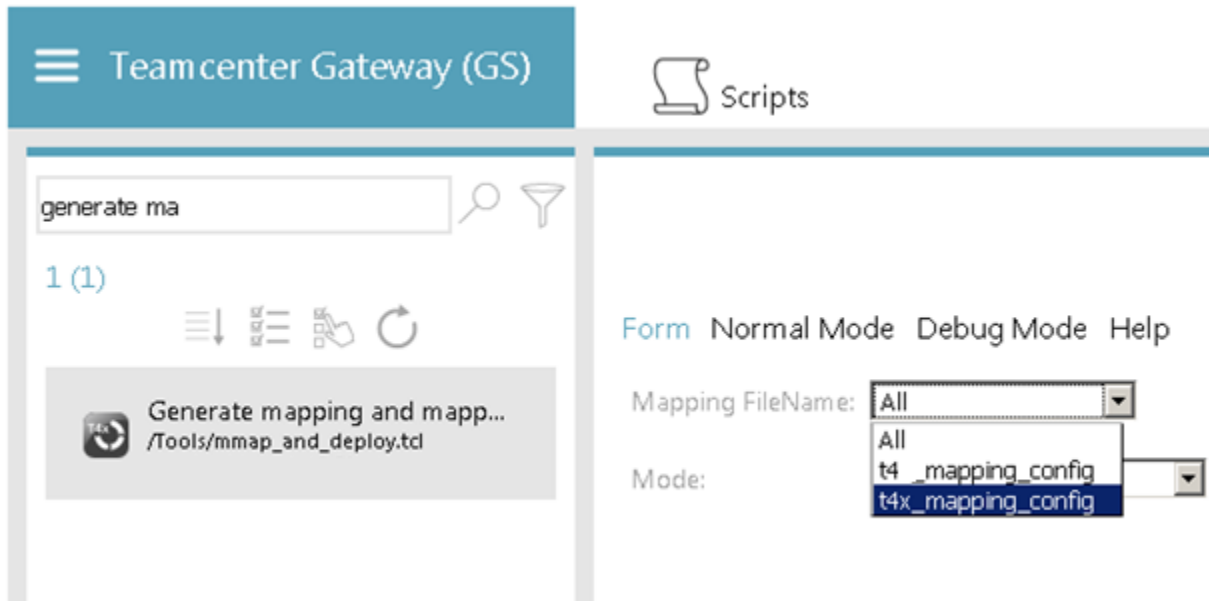 Teamcenter Gateway (GS)
Scripts
generate ma
1 (1)
Form Normal Mode Debug Mode Help
Mapping FileName: All
All
t4 _mapping_config
Mode:
t4x_mapping_config
Generate mapping and mapp...
/Tools/mmap_and_deploy.tcl
T4x